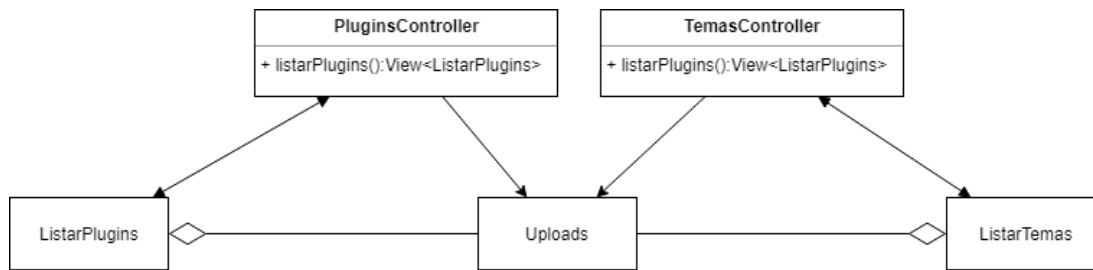 PluginsController
+ listarPlugins():View<ListarPlugins>
TemasController
+ listarPlugins():View<ListarPlugins>
ListarPlugins
Uploads
ListarTemas